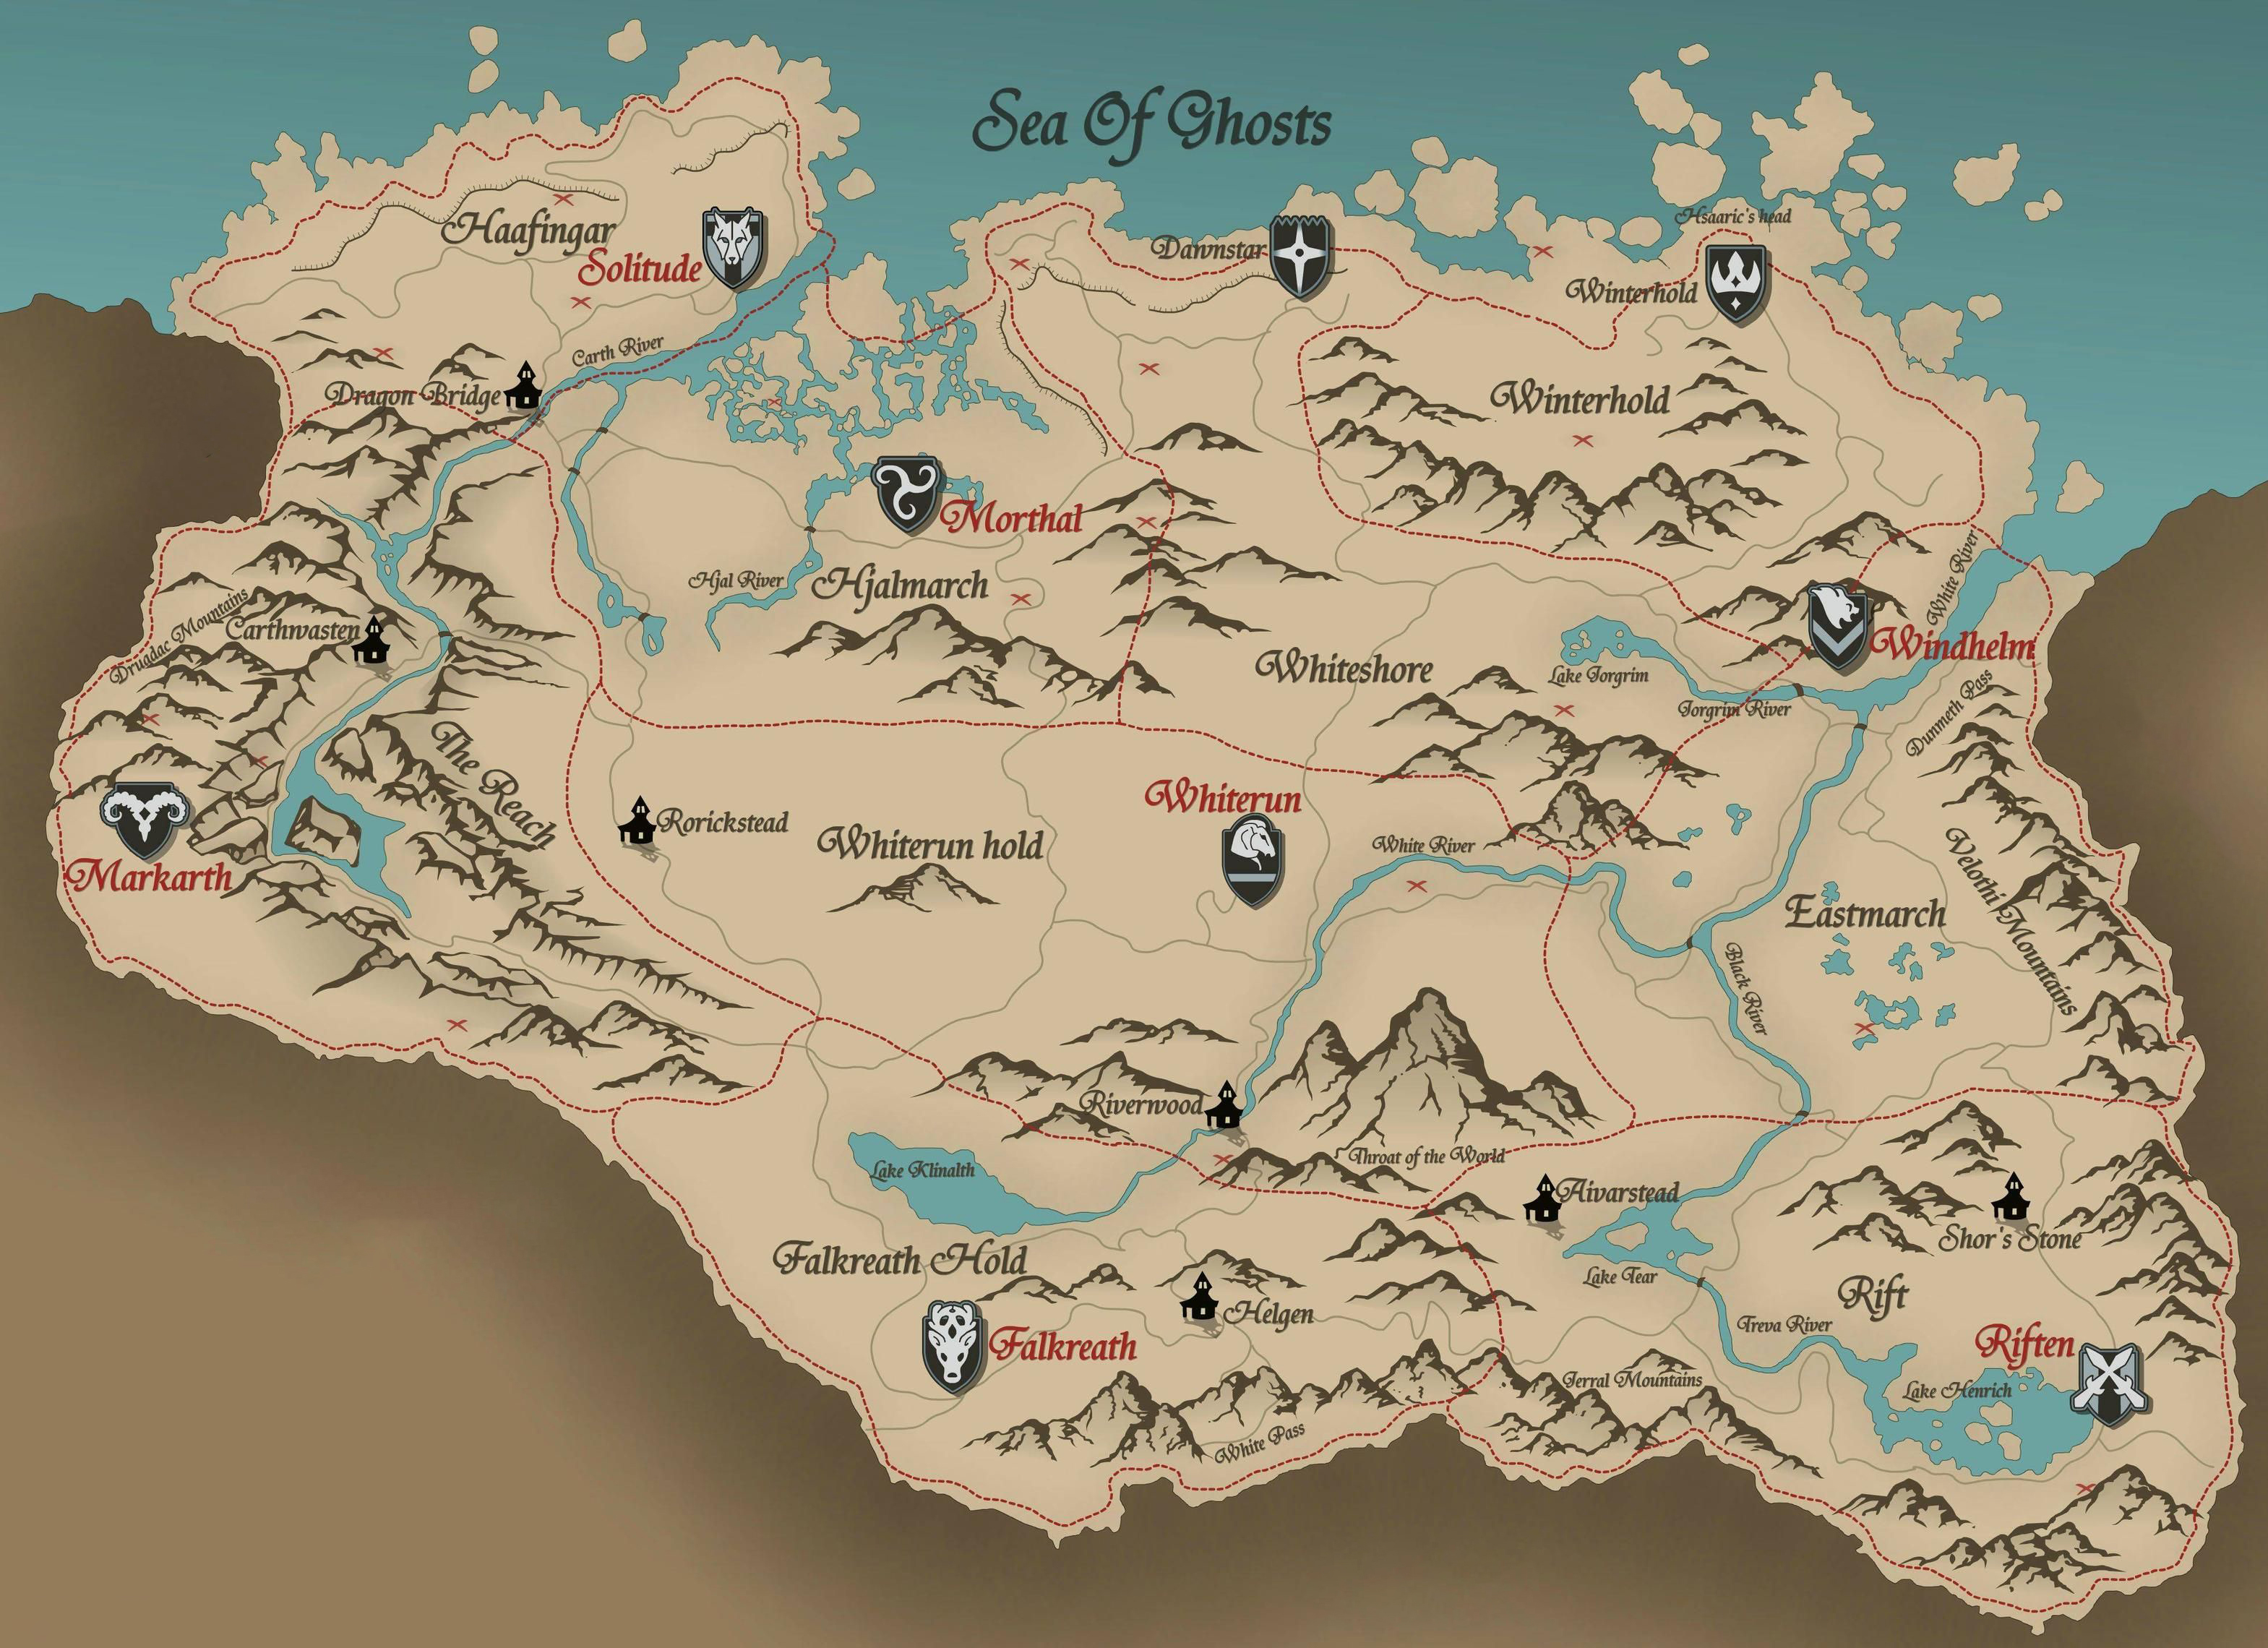 Sea Of Ghosts
Hsaaric's head
Haafingar
Dawnstar
Solitude
Winterhold
Carth River
Dragon Bridge
Winterhold
Morthal
White River
Hjal River
Hjalmarch
Druadac Mountains
Carthwasten
Windhelm
Whiteshore
Lake Yorgrim
Yorgrim River
Dunmeth Pass
The Reach
Whiterun
Rorickstead
Whiterun hold
White River
Markarth
Eastmarch
Velothi Mountains
Black River
Riverwood
Throat of the World
Lake Klinalth
Aivarstead
Shor's Stone
Falkreath Hold
Lake Tear
Rift
Helgen
Treva River
Falkreath
Riften
Jerral Mountains
Lake Henrich
White Pass